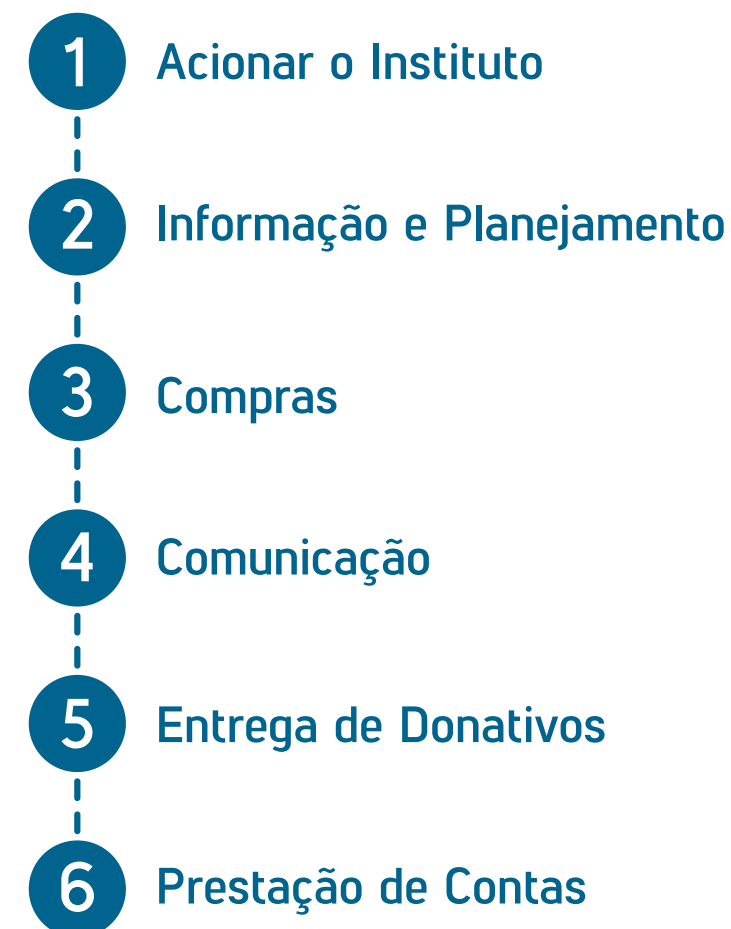 1 Acionar o Instituto
2 Informação e Planejamento
3 Compras
4 Comunicação
5 Entrega de Donativos
6 Prestação de Contas